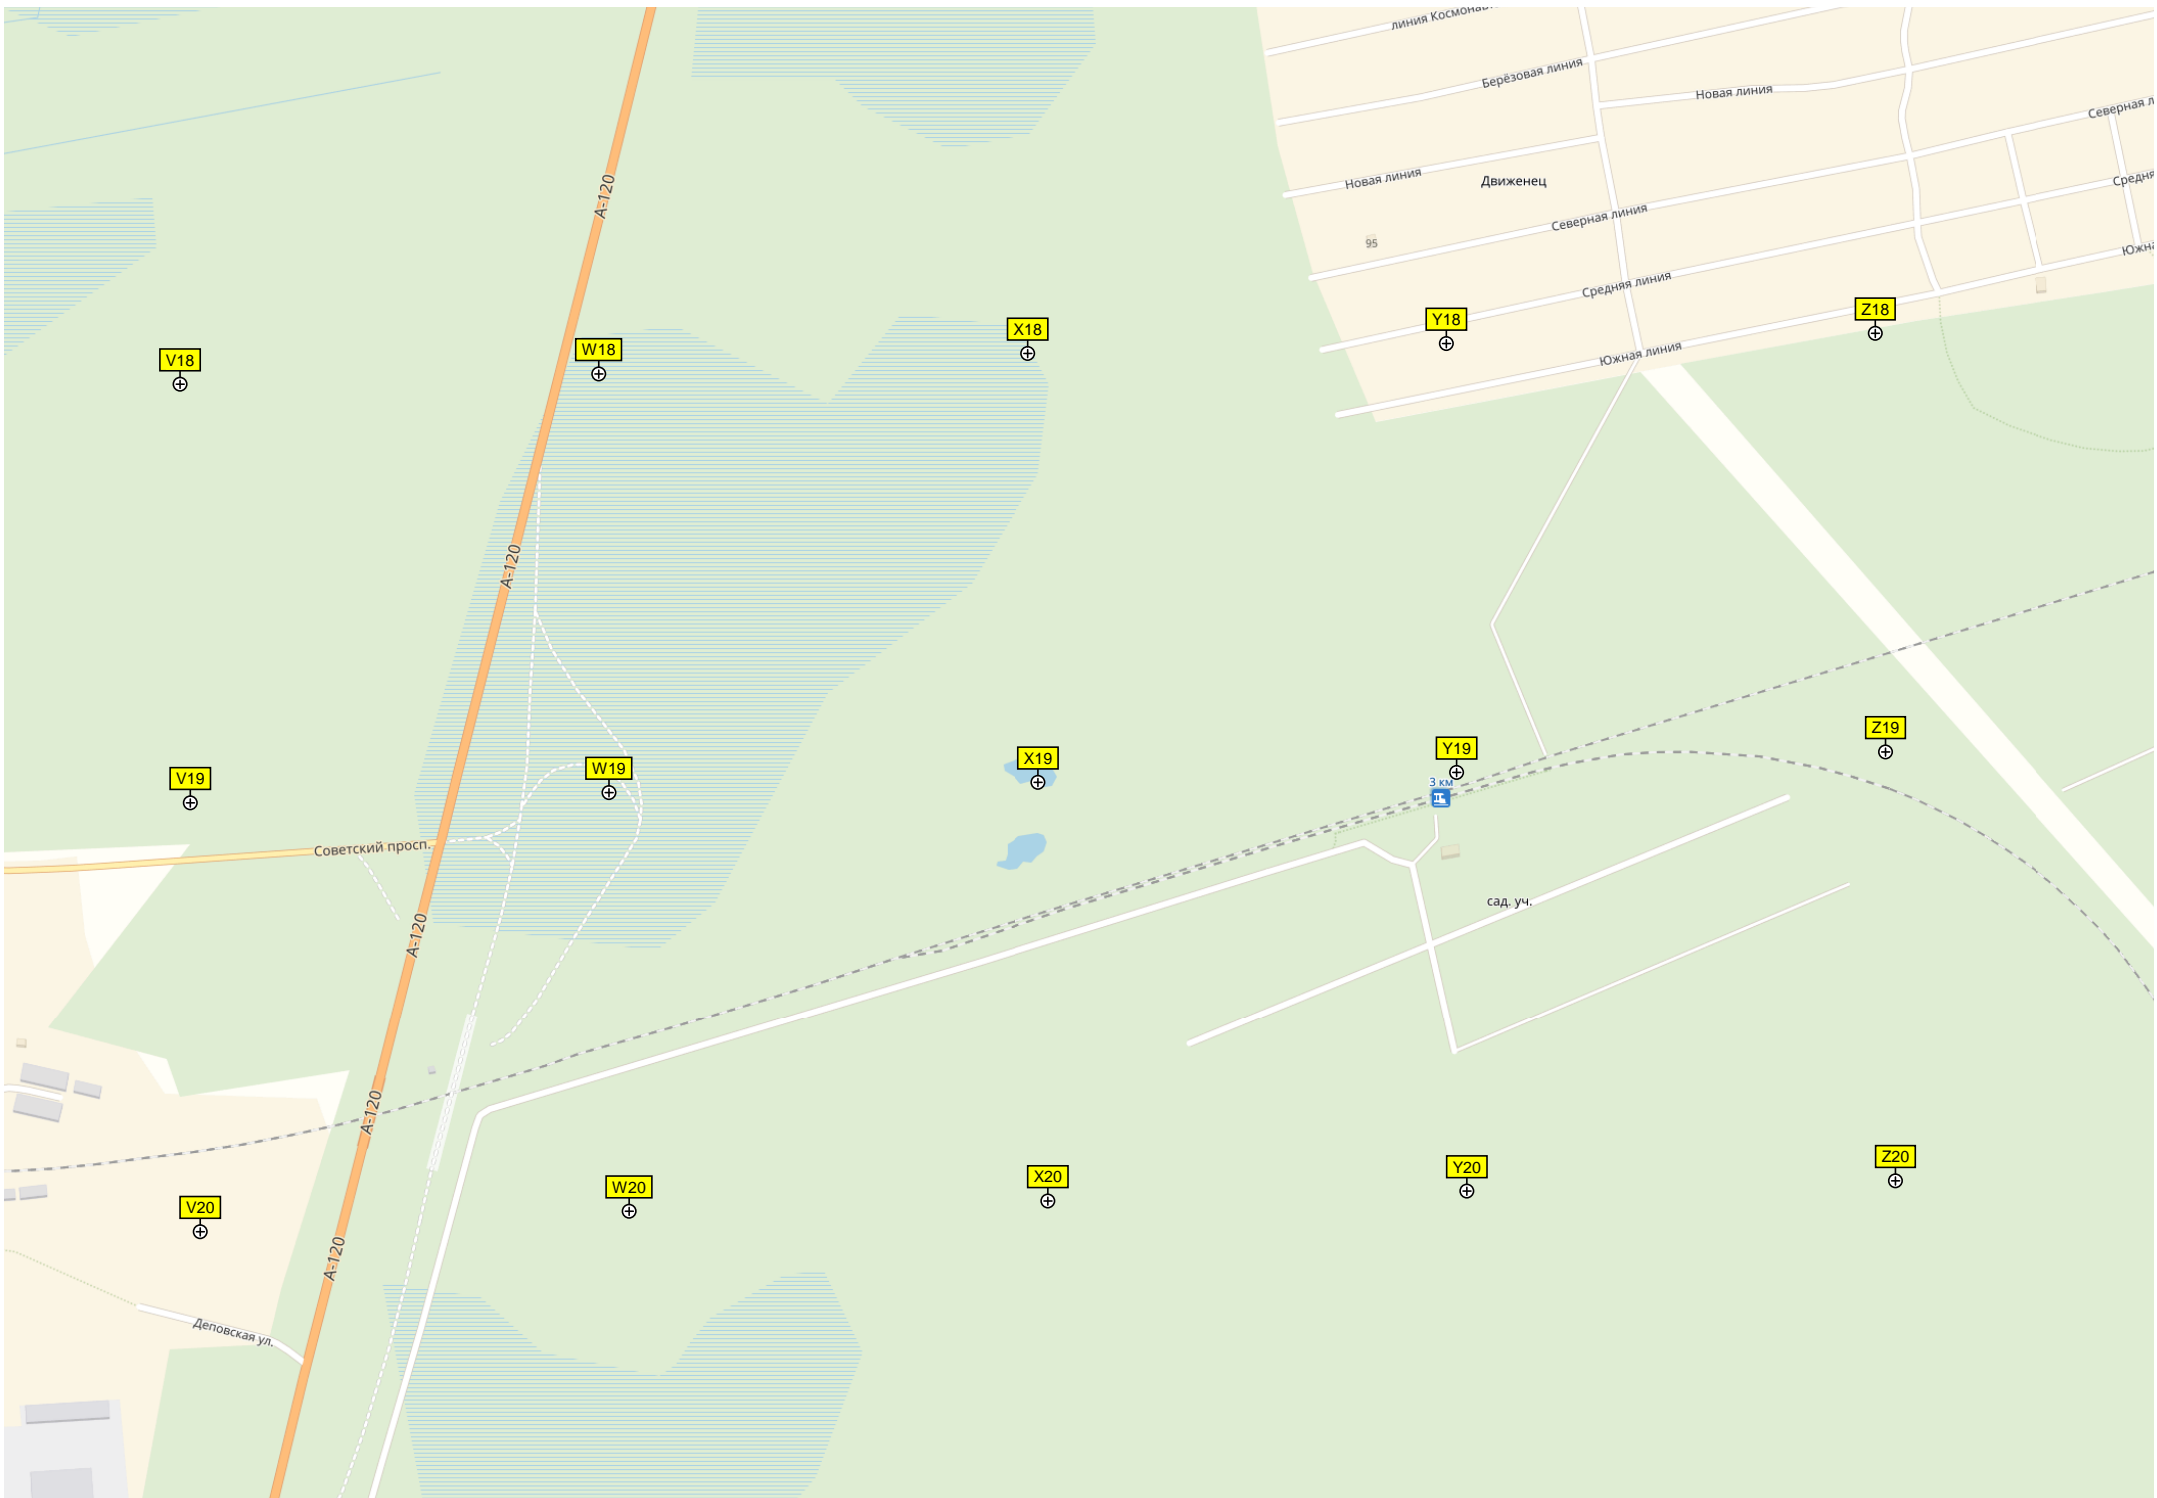 линия Космонав
Берёзовая линия
Новая линия
Северная л
А-120
Новая линия
Движенец
Средня
Северная линия
95
Южна
Средняя линия
Z18
Y18
X18
W18
V18
Южная линия
А-120
Z19
Y19
X19
W19
V19
3 км
Советский просп.
сад. уч.
А-120
А-120
Z20
Y20
X20
W20
V20
А-120
Деповская ул.